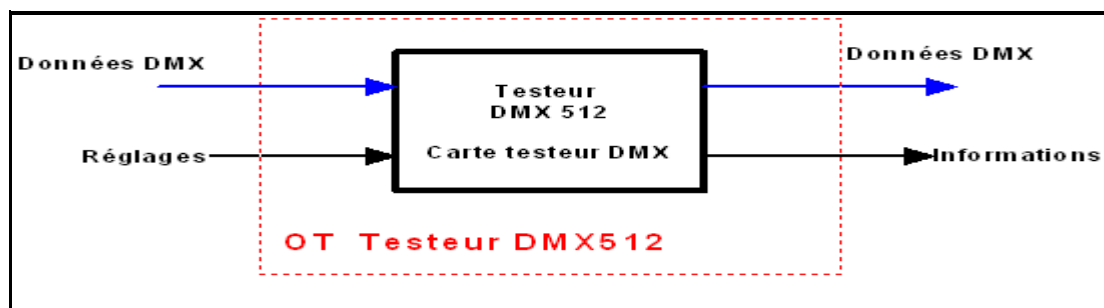 Données DMX
Données DMX
Testeur
DMX 512
Réglages
Carte testeur DMX
Informations
OT Testeur DMX512